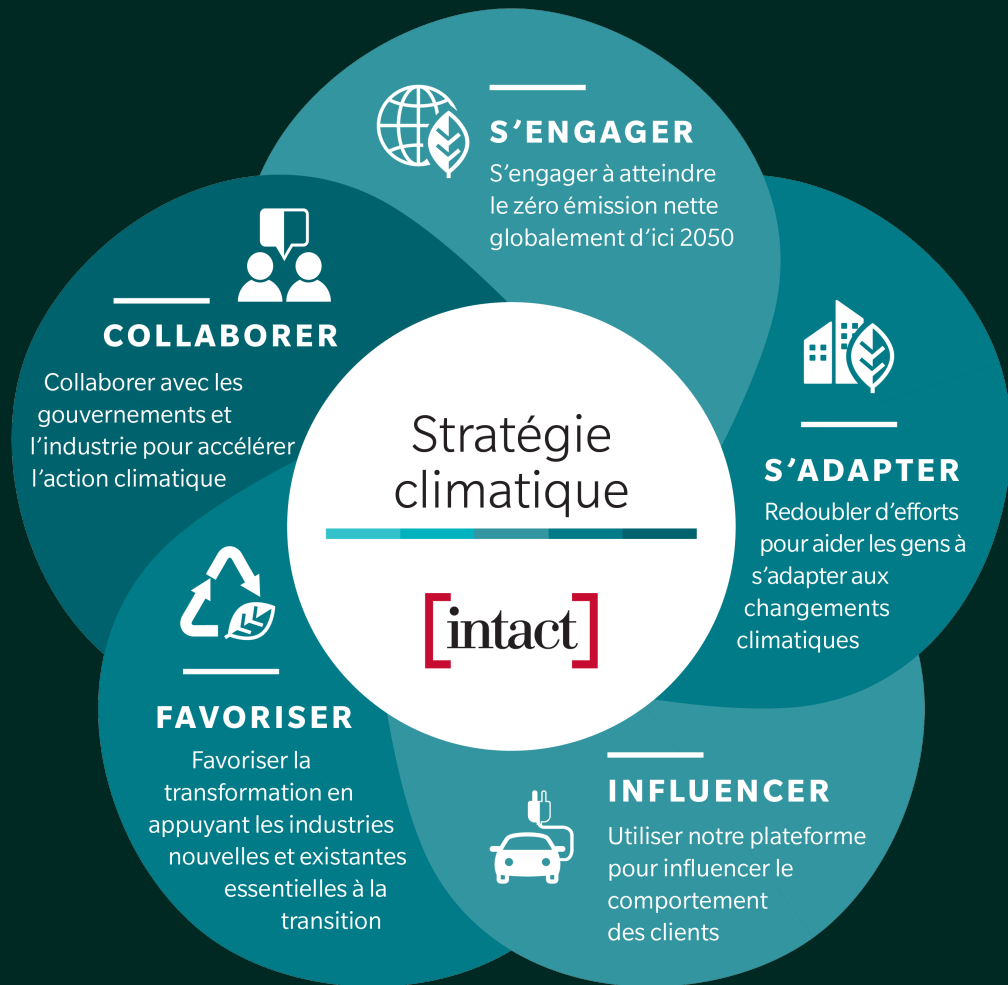 S’ENGAGER
S’engager à atteindre
le zéro émission nette
globalement d’ici 2050
S’ADAPTER
Redoubler d’efforts
pour aider les gens à
s’adapter aux
changements
climatiques
INFLUENCER
Utiliser notre plateforme
pour influencer le
comportement
des clients
FAVORISER
Favoriser la
transformation en
appuyant les industries
nouvelles et existantes
essentielles à la
transition
COLLABORER
Collaborer avec les
gouvernements et
l’industrie pour accélérer
l’action climatique
Stratégie
climatique
[intact]